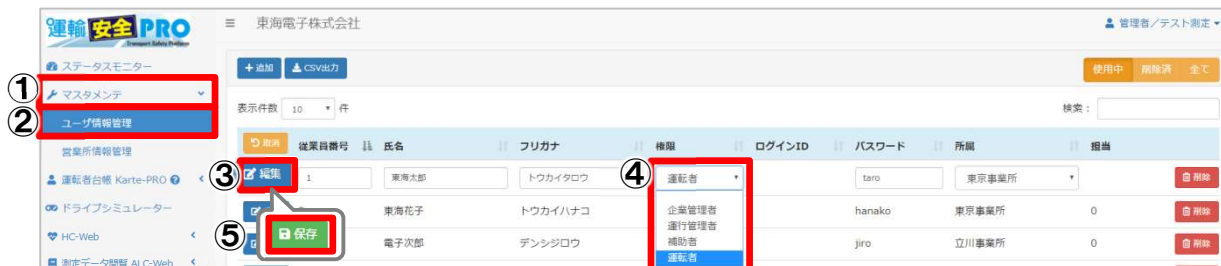 運輸安全PRO
Transport Safety Platform
東海電子株式会社
管理者／テスト測定
ステータスモニター
+追加 CSV出力
使用中 削除済 全て
① マスタメンテ
表示件数 10 件
検索：
② ユーザ情報管理
取消 従業員番号 氏名 フリガナ 権限 ログインID パスワード 所属 担当
営業所情報管理
③ 編集 1 東海太郎 トウカイタロウ ④ 運転者 taro 東京事業所 削除
運転者台帳 Karte-PRO
ドライブシミュレーター
東海花子 トウカイハナコ 企業管理者 hanako 東京事業所 0 削除
運行管理者
HC-Web
⑤ 保存 電子次郎 デンシジロウ 補助者 jiro 立川事業所 0 削除
運転者
測定データ閲覧 ALC-Web